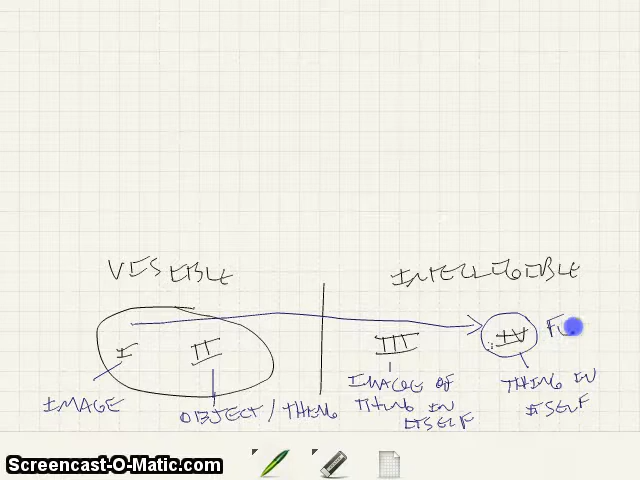 VISIBLE INTELLIGIBLE
I II III IV
IMAGE OBJECT / THING IMAGE OF THING IN ITSELF THING IN ITSELF
Screencast-O-Matic.com